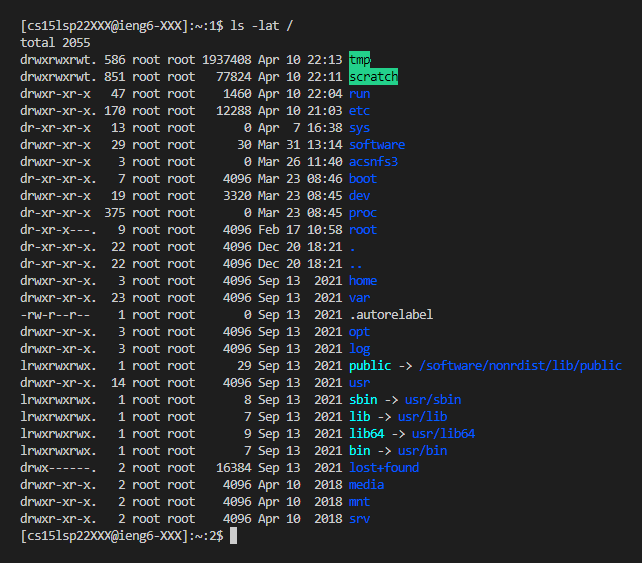 [cs15lsp22XXX@ieng6-XXX]:~:1$ ls -lat /
total 2055
drwxrwxrwt. 586 root root 1937408 Apr 10 22:13 tmp
drwxrwxrwt. 851 root root   77824 Apr 10 22:11 scratch
drwxr-xr-x   47 root root    1460 Apr 10 22:04 run
drwxr-xr-x. 170 root root   12288 Apr 10 21:03 etc
dr-xr-xr-x   13 root root       0 Apr  7 16:38 sys
drwxr-xr-x   29 root root      30 Mar 31 13:14 software
drwxr-xr-x    3 root root       0 Mar 26 11:40 acsnfs3
dr-xr-xr-x.   7 root root    4096 Mar 23 08:46 boot
drwxr-xr-x   19 root root    3320 Mar 23 08:45 dev
dr-xr-xr-x  375 root root       0 Mar 23 08:45 proc
dr-xr-x---.   9 root root    4096 Feb 17 10:58 root
dr-xr-xr-x.  22 root root    4096 Dec 20 18:21 .
dr-xr-xr-x.  22 root root    4096 Dec 20 18:21 ..
drwxr-xr-x.   3 root root    4096 Sep 13  2021 home
drwxr-xr-x.  23 root root    4096 Sep 13  2021 var
-rw-r--r--    1 root root       0 Sep 13  2021 .autorelabel
drwxr-xr-x.   3 root root    4096 Sep 13  2021 opt
drwxr-xr-x.   3 root root    4096 Sep 13  2021 log
lrwxrwxrwx.   1 root root      29 Sep 13  2021 public -> /software/nonrdist/lib/public
drwxr-xr-x.  14 root root    4096 Sep 13  2021 usr
lrwxrwxrwx.   1 root root       8 Sep 13  2021 sbin -> usr/sbin
lrwxrwxrwx.   1 root root       7 Sep 13  2021 lib -> usr/lib
lrwxrwxrwx.   1 root root       9 Sep 13  2021 lib64 -> usr/lib64
lrwxrwxrwx.   1 root root       7 Sep 13  2021 bin -> usr/bin
drwx------.   2 root root   16384 Sep 13  2021 lost+found
drwxr-xr-x.   2 root root    4096 Apr 10  2018 media
drwxr-xr-x.   2 root root    4096 Apr 10  2018 mnt
drwxr-xr-x.   2 root root    4096 Apr 10  2018 srv
[cs15lsp22XXX@ieng6-XXX]:~:2$